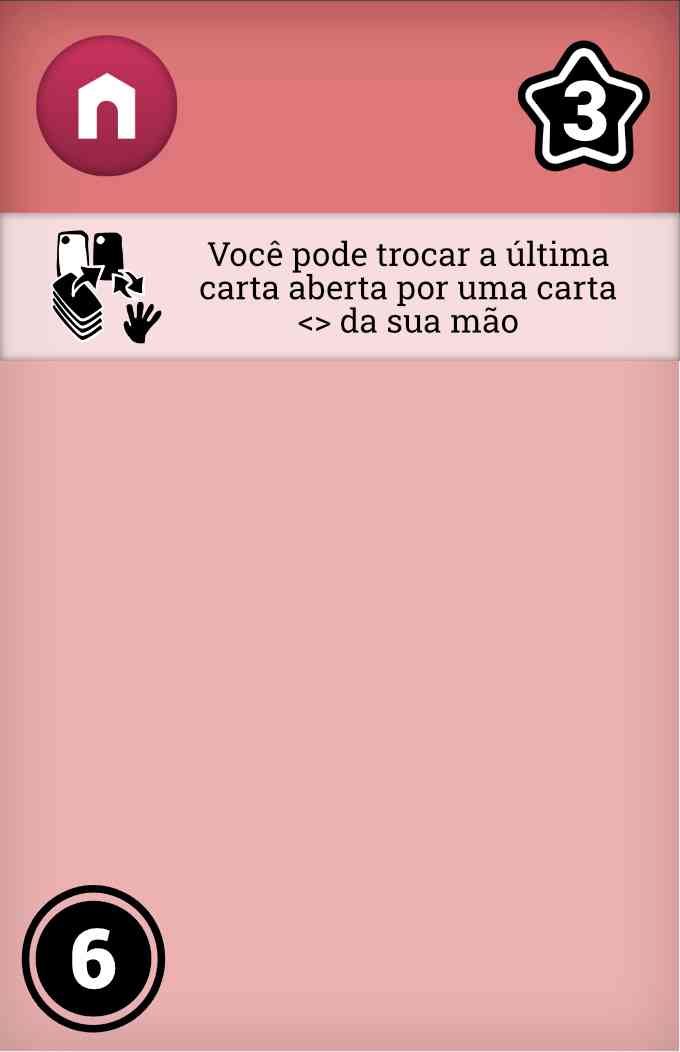 3
Você pode trocar a última
carta aberta por uma carta
<> da sua mão
6